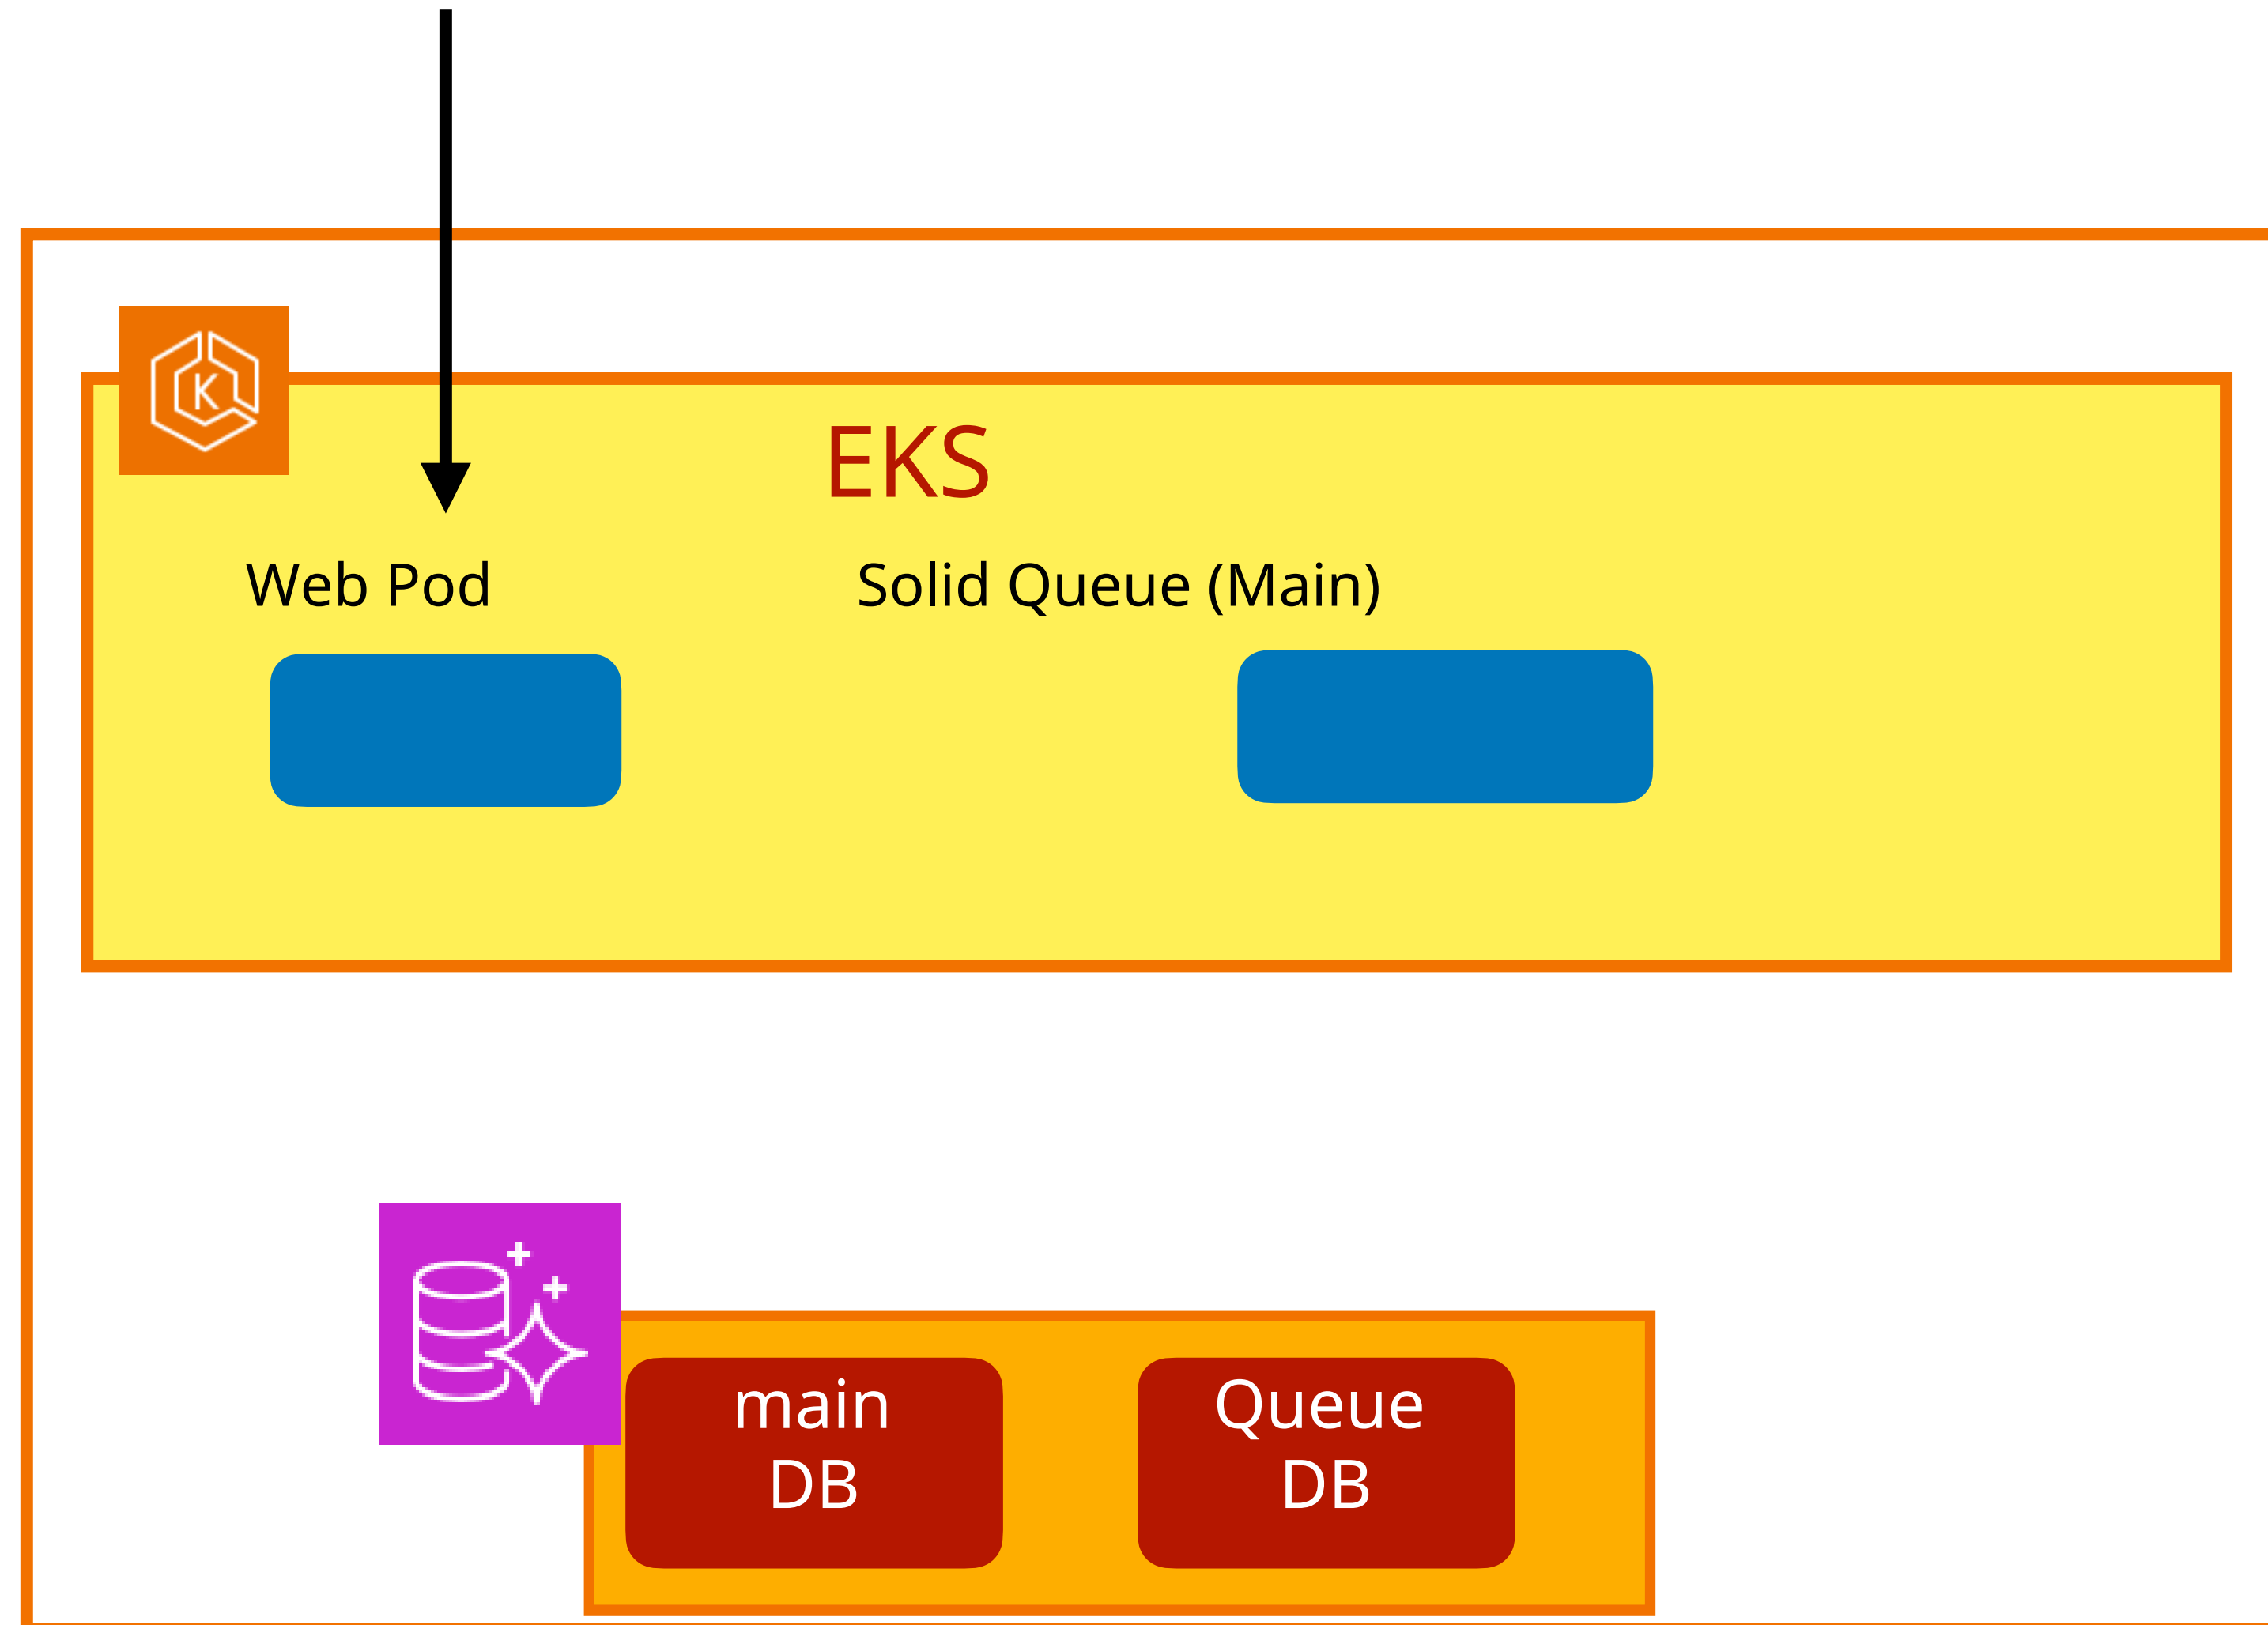 K
EKS
Web Pod
Solid Queue (Main)
main
DB
Queue
DB